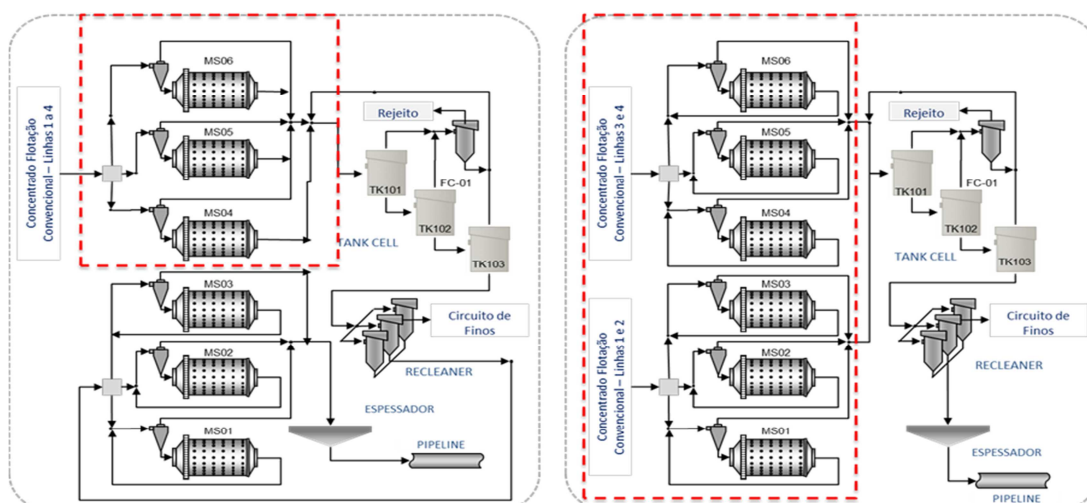 Concentrado Flotação
Convencional – Linhas 1 a 4
MS06
MS05
MS04
MS03
MS02
MS01
Rejeito
FC-01
TK101
TK102
TK103
TANK CELL
Circuito de
Finos
RECLEANER
ESPESSADOR
PIPELINE
Concentrado Flotação
Convencional – Linhas 3 e 4
Concentrado Flotação
Convencional – Linhas 1 e 2
MS06
MS05
MS04
MS03
MS02
MS01
Rejeito
FC-01
TK101
TK102
TK103
TANK CELL
Circuito de
Finos
RECLEANER
ESPESSADOR
PIPELINE